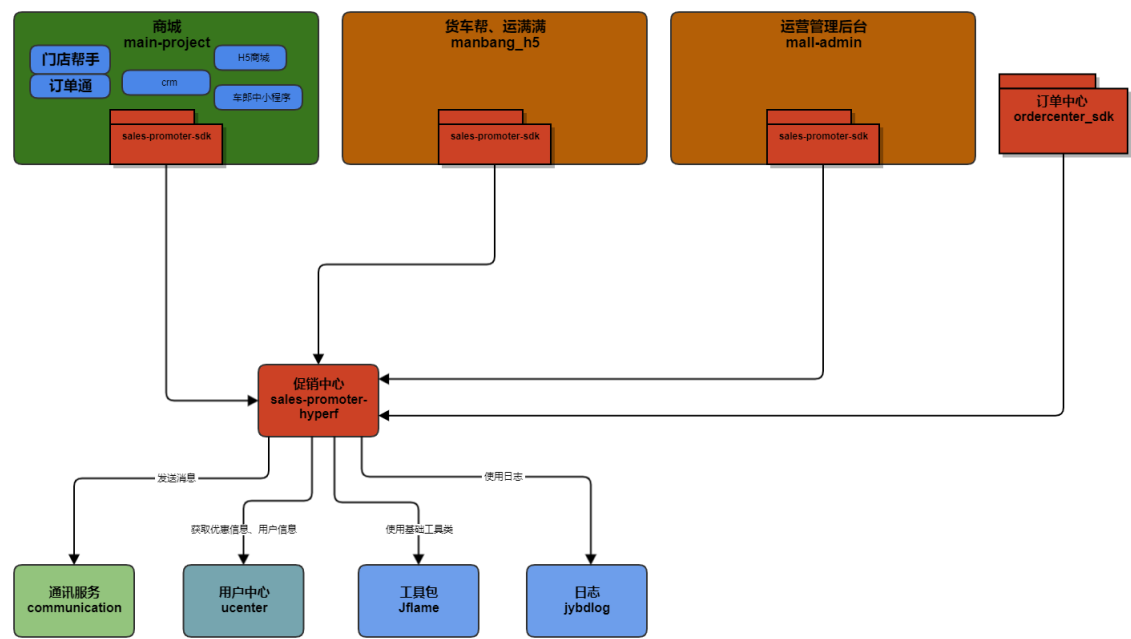 商城
main-project
门店帮手
订单通
crm
H5商城
车郎中小程序
sales-promoter-sdk
货车帮、运满满
manbang_h5
sales-promoter-sdk
运营管理后台
mall-admin
sales-promoter-sdk
订单中心
ordercenter_sdk
促销中心
sales-promoter-
hyperf
发送消息
获取优惠信息、用户信息
使用基础工具类
使用日志
通讯服务
communication
用户中心
ucenter
工具包
Jflame
日志
jybdlog